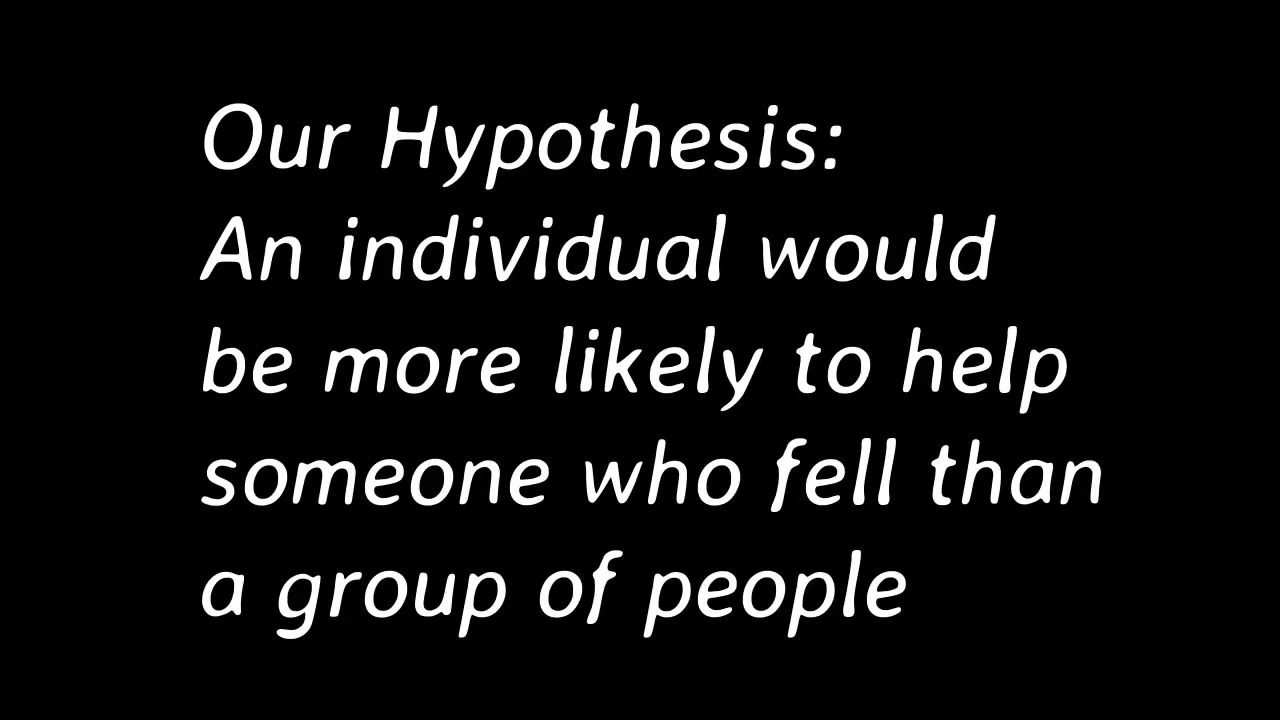 Our Hypothesis:
An individual would
be more likely to help
someone who fell than
a group of people